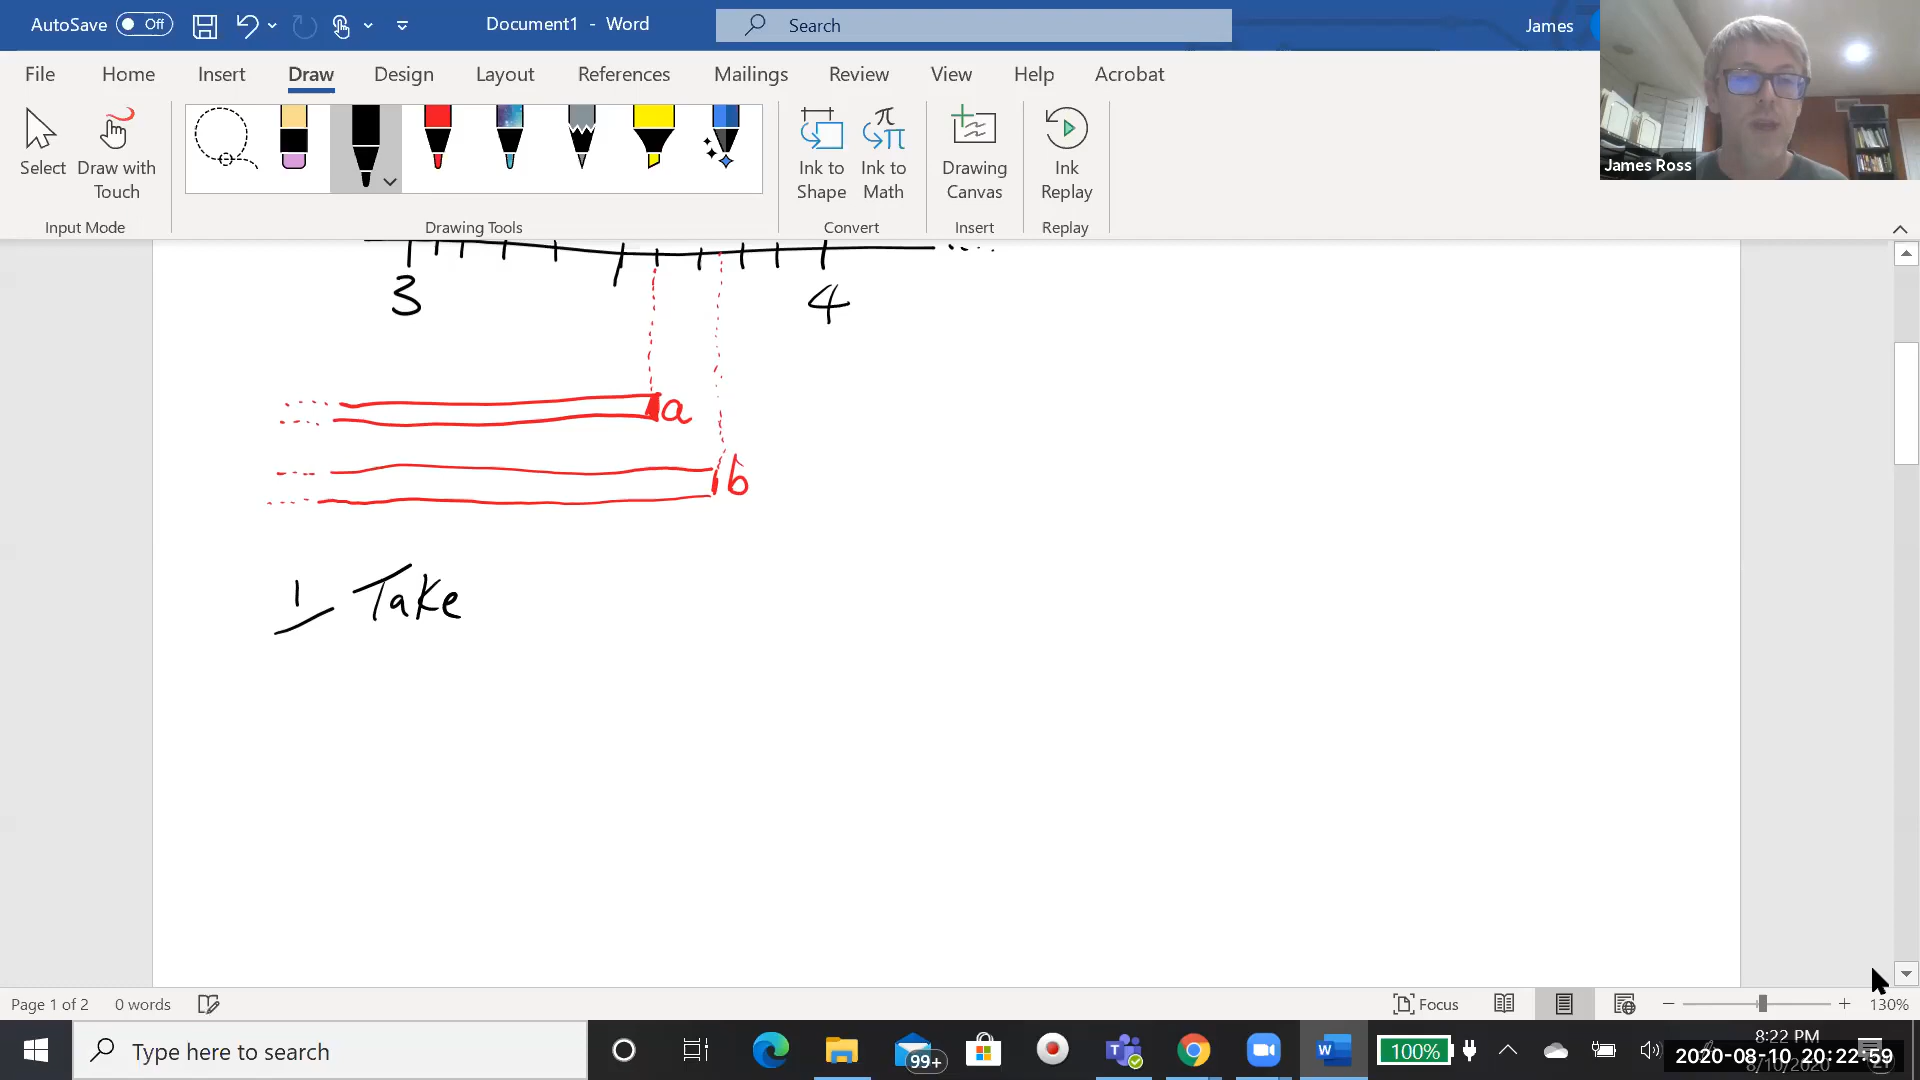 AutoSave Off
Document1 - Word
Search
James
File Home Insert Draw Design Layout References Mailings Review View Help Acrobat
Select
Draw with Touch
Ink to Shape
Ink to Math
Drawing Canvas
Ink Replay
Input Mode
Drawing Tools
Convert
Insert
Replay
James Ross
3
4
a
b
1 Take
Page 1 of 2
0 words
Focus
130%
Type here to search
99+
100%
8:22 PM
8/10/2020
2020-08-10 20:22:59